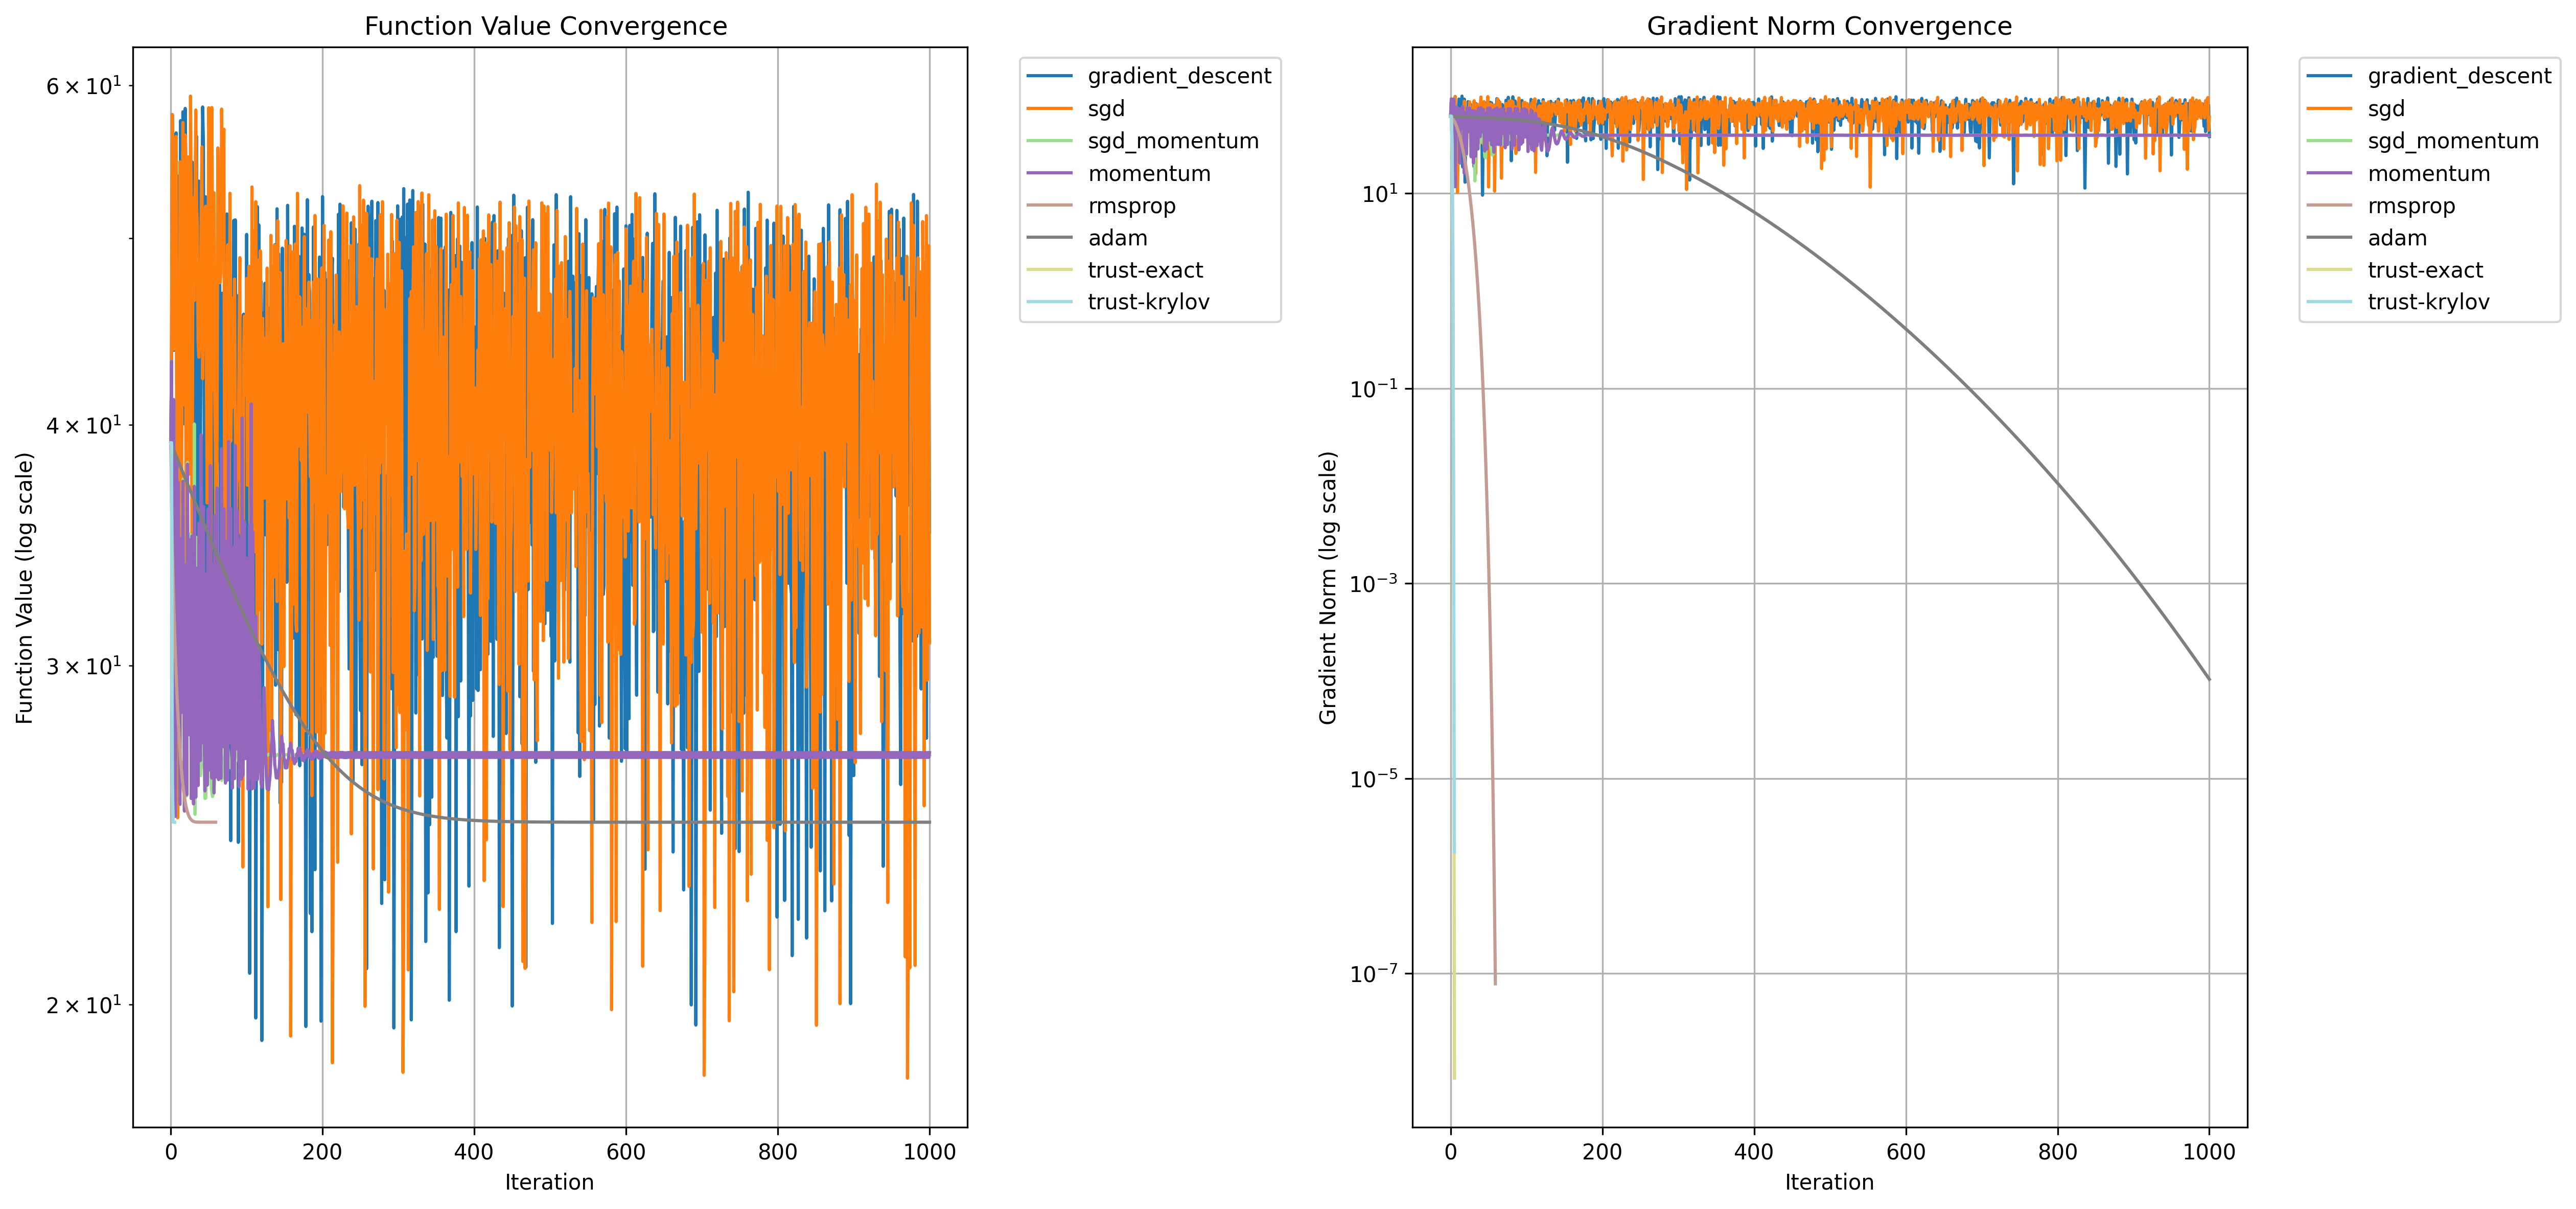 Function Value Convergence
6 × 10¹
4 × 10¹
3 × 10¹
2 × 10¹
Function Value (log scale)
0 200 400 600 800 1000
Iteration
gradient_descent
sgd
sgd_momentum
momentum
rmsprop
adam
trust-exact
trust-krylov
Gradient Norm Convergence
10¹
10⁻¹
10⁻³
10⁻⁵
10⁻⁷
Gradient Norm (log scale)
0 200 400 600 800 1000
Iteration
gradient_descent
sgd
sgd_momentum
momentum
rmsprop
adam
trust-exact
trust-krylov